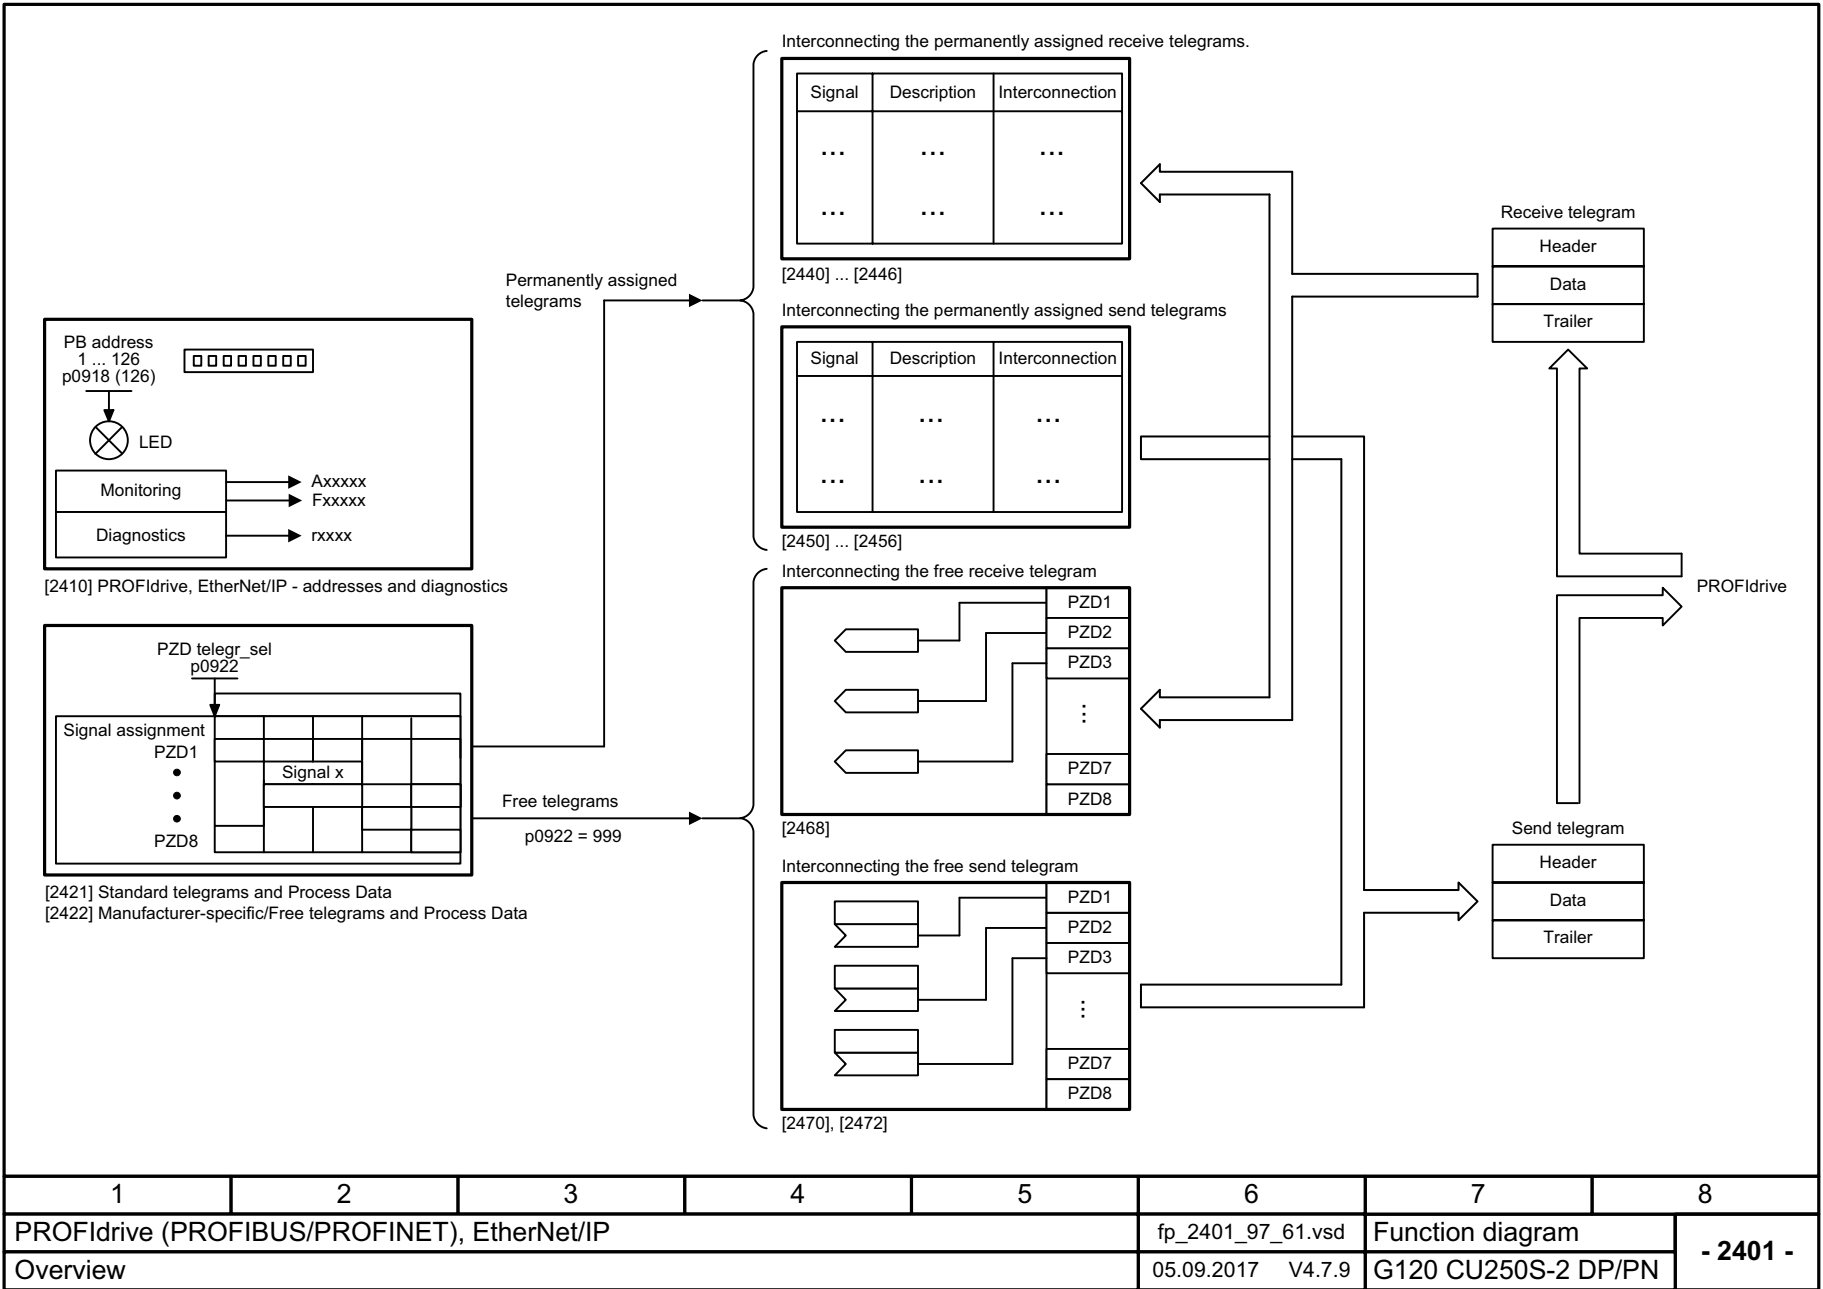 Interconnecting the permanently assigned receive telegrams.
Signal Description Interconnection
... ... ...
... ... ...
[2440] ... [2446]
Permanently assigned
telegrams
Interconnecting the permanently assigned send telegrams
Signal Description Interconnection
... ... ...
... ... ...
[2450] ... [2456]
PB address
1 ... 126
p0918 (126)
LED
Monitoring
Axxxxx
Fxxxxx
Diagnostics
rxxxx
[2410] PROFIdrive, EtherNet/IP - addresses and diagnostics
PZD telegr_sel
p0922
Signal assignment
PZD1
Signal x
PZD8
[2421] Standard telegrams and Process Data
[2422] Manufacturer-specific/Free telegrams and Process Data
Free telegrams
p0922 = 999
Interconnecting the free receive telegram
PZD1
PZD2
PZD3
⋮
PZD7
PZD8
[2468]
Interconnecting the free send telegram
PZD1
PZD2
PZD3
⋮
PZD7
PZD8
[2470], [2472]
Receive telegram
Header
Data
Trailer
PROFIdrive
Send telegram
Header
Data
Trailer
1 2 3 4 5 6 7 8
PROFIdrive (PROFIBUS/PROFINET), EtherNet/IP
fp_2401_97_61.vsd
Function diagram
- 2401 -
Overview
05.09.2017 V4.7.9
G120 CU250S-2 DP/PN